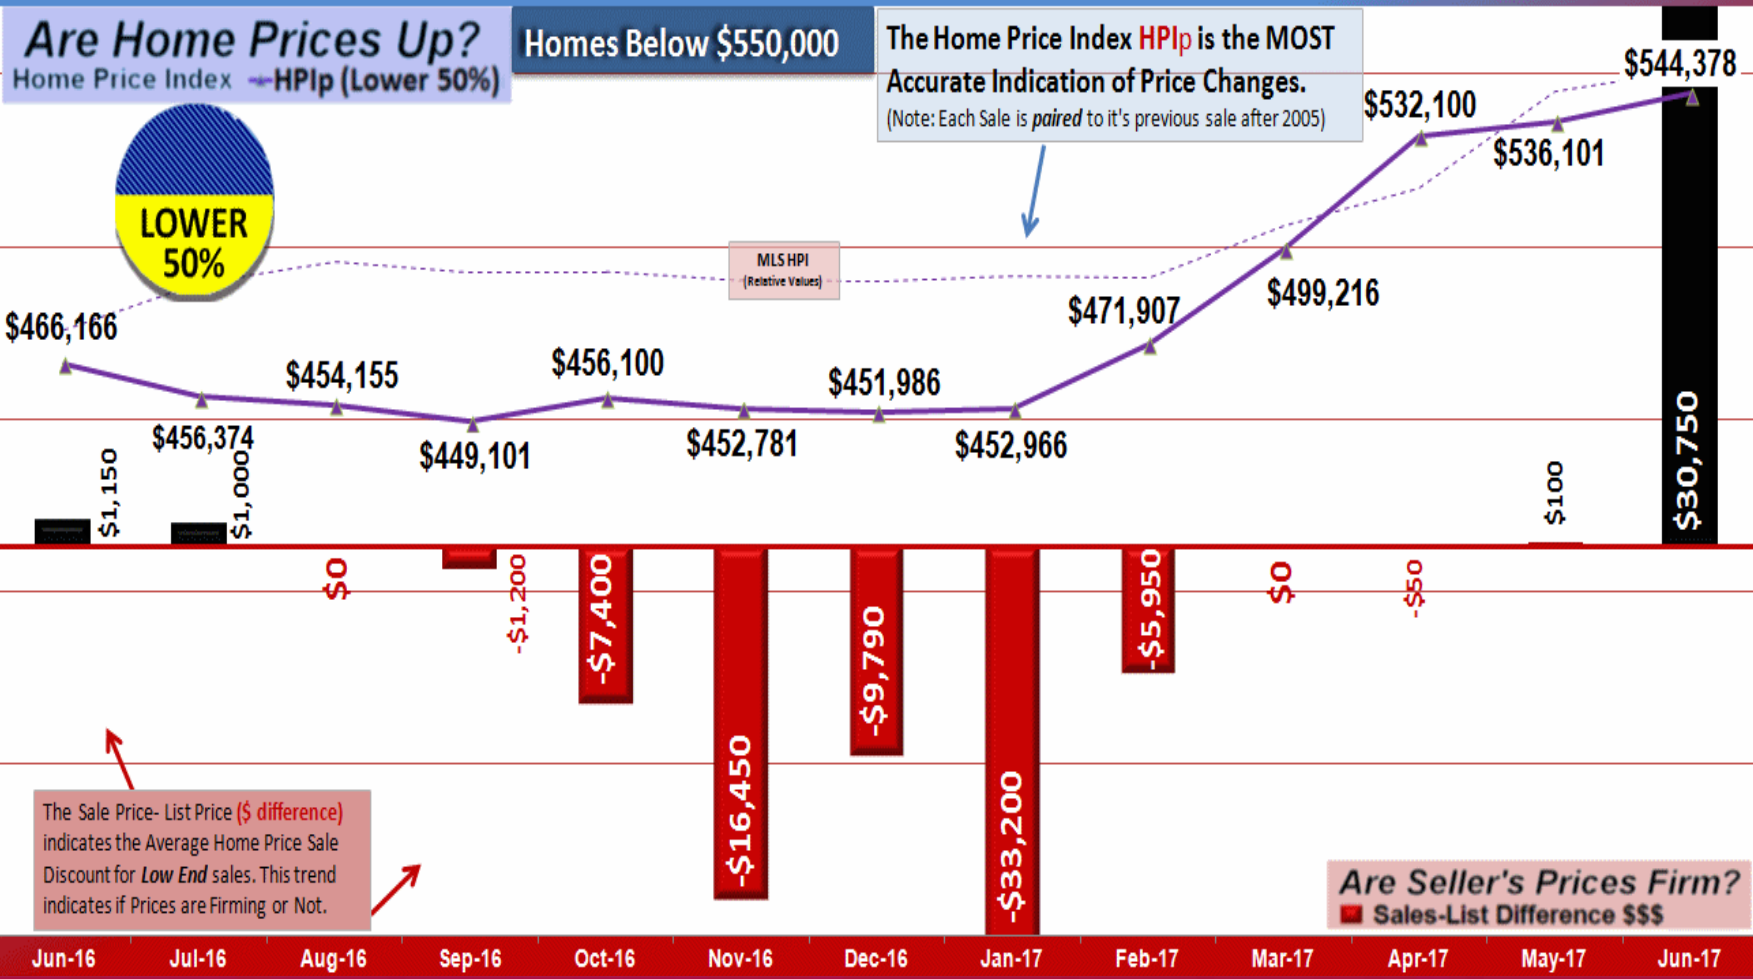 Are Home Prices Up?
Home Price Index HPIp (Lower 50%)
Homes Below $550,000
The Home Price Index HPIp is the MOST
Accurate Indication of Price Changes.
(Note: Each Sale is paired to it's previous sale after 2005)
LOWER
50%
MLS HPI
(Relative Values)
$466,166
$456,374
$454,155
$449,101
$456,100
$452,781
$451,986
$452,966
$471,907
$499,216
$532,100
$536,101
$544,378
$1,150
$1,000
$0
-$1,200
-$7,400
-$16,450
-$9,790
-$33,200
-$5,950
$0
-$50
$100
$30,750
The Sale Price- List Price ($ difference)
indicates the Average Home Price Sale
Discount for Low End sales. This trend
indicates if Prices are Firming or Not.
Are Seller's Prices Firm?
Sales-List Difference $$$
Jun-16 Jul-16 Aug-16 Sep-16 Oct-16 Nov-16 Dec-16 Jan-17 Feb-17 Mar-17 Apr-17 May-17 Jun-17